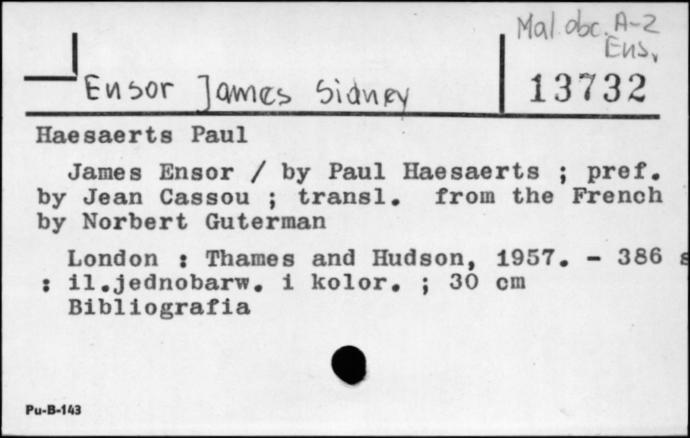 Mal. obc. A-Z
Ens.
Ensor James Sidney
13732
Haesaerts Paul
James Ensor / by Paul Haesaerts ; pref.
by Jean Cassou ; transl. from the French
by Norbert Guterman
London : Thames and Hudson, 1957. - 386 s
: il.jednobarw. i kolor. ; 30 cm
Bibliografia
Pu-B-143